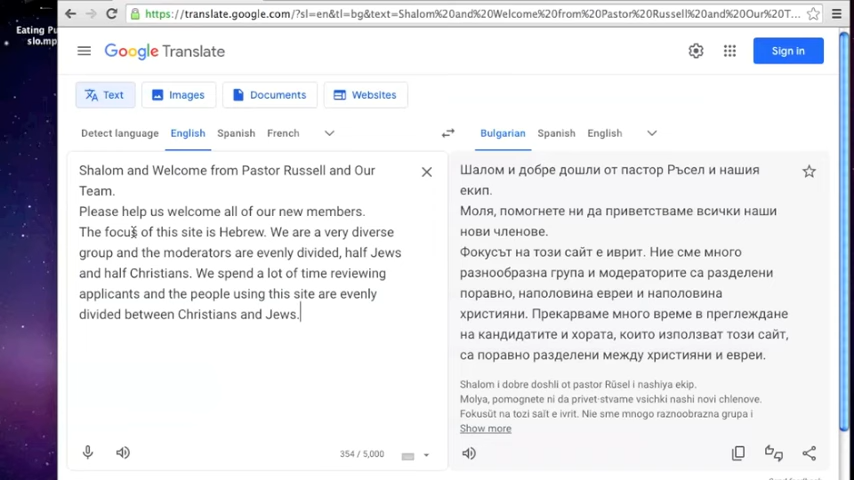 Eating Pu
slo.mp
https://translate.google.com/?sl=en&tl=bg&text=Shalom%20and%20Welcome%20from%20Pastor%20Russell%20and%20Our%20T...
Google Translate
Sign in
Text Images Documents Websites
Detect language English Spanish French Bulgarian Spanish English
Shalom and Welcome from Pastor Russell and Our
Team.
Please help us welcome all of our new members.
The focus of this site is Hebrew. We are a very diverse
group and the moderators are evenly divided, half Jews
and half Christians. We spend a lot of time reviewing
applicants and the people using this site are evenly
divided between Christians and Jews.
354 / 5,000
Шалом и добре дошли от пастор Ръсел и нашия
екип.
Моля, помогнете ни да приветстваме всички наши
нови членове.
Фокусът на този сайт е иврит. Ние сме много
разнообразна група и модераторите са разделени
поравно, наполовина евреи и наполовина
християни. Прекарваме много време в преглеждане
на кандидатите и хората, които използват този сайт,
са поравно разделени между християни и евреи.
Shalom i dobre doshli ot pastor Rŭsel i nashiya ekip.
Molya, pomognete ni da privet·stvame vsichki nashi novi chlenove.
Fokusŭt na tozi saĭt e ivrit. Nie sme mnogo raznoobrazna grupa i
Show more